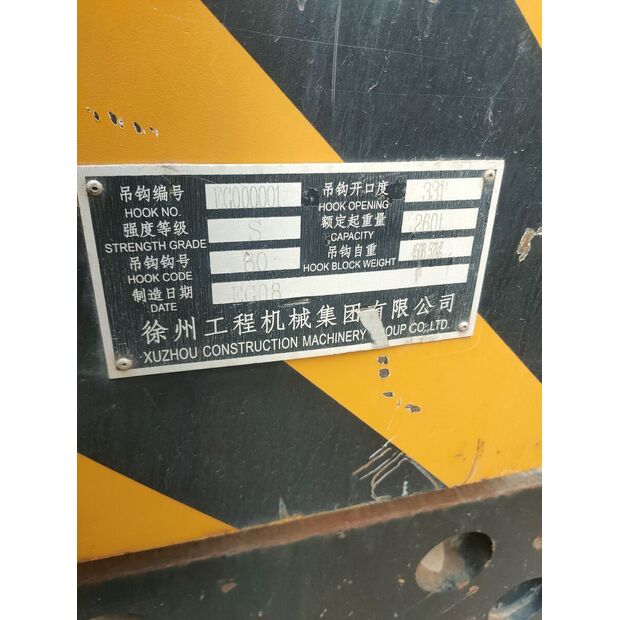 吊钩编号 EG000001 吊钩开口度 331
HOOK NO. HOOK OPENING
强度等级 S 额定起重量 260t
STRENGTH GRADE CAPACITY
吊钩钩号 80 吊钩自重
HOOK CODE HOOK BLOCK WEIGHT
制造日期 EG08
DATE
徐州工程机械集团有限公司
XUZHOU CONSTRUCTION MACHINERY GROUP CO.,LTD.